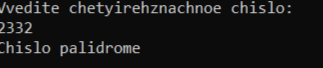 Vvedite chetyirehznachnoe chislo:
2332
Chislo palidrome